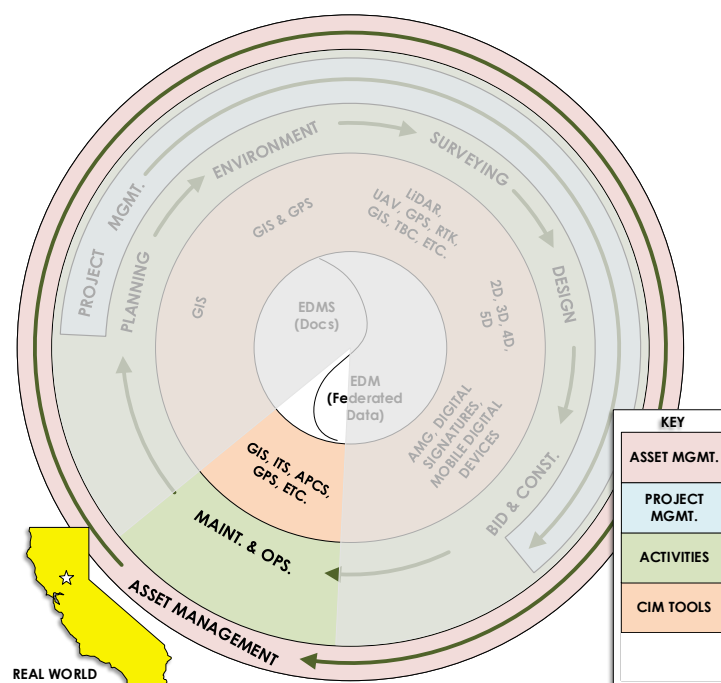 ENVIRONMENT
SURVEYING
MGMT.
PROJECT
PLANNING
DESIGN
BID & CONST.
MAINT. & OPS.
ASSET MANAGEMENT
GIS & GPS
LiDAR,
UAV, GPS, RTK,
GIS, TBC, ETC.
GIS
2D, 3D, 4D,
5D
AMG, DIGITAL
SIGNATURES,
MOBILE DIGITAL
DEVICES
GIS, ITS, APCS,
GPS, ETC.
EDMS
(Docs)
EDM
(Federated
Data)
REAL WORLD
KEY
ASSET MGMT.
PROJECT
MGMT.
ACTIVITIES
CIM TOOLS